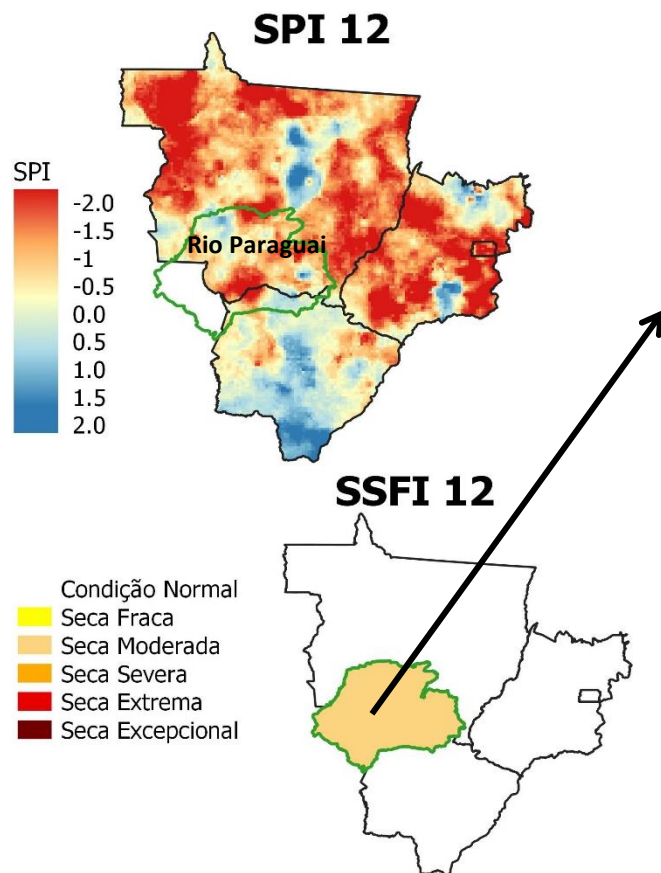 SPI 12
SPI
-2.0
-1.5
-1
-0.5
0.0
0.5
1.0
1.5
2.0
Rio Paraguai
SSFI 12
Condição Normal
Seca Fraca
Seca Moderada
Seca Severa
Seca Extrema
Seca Excepcional